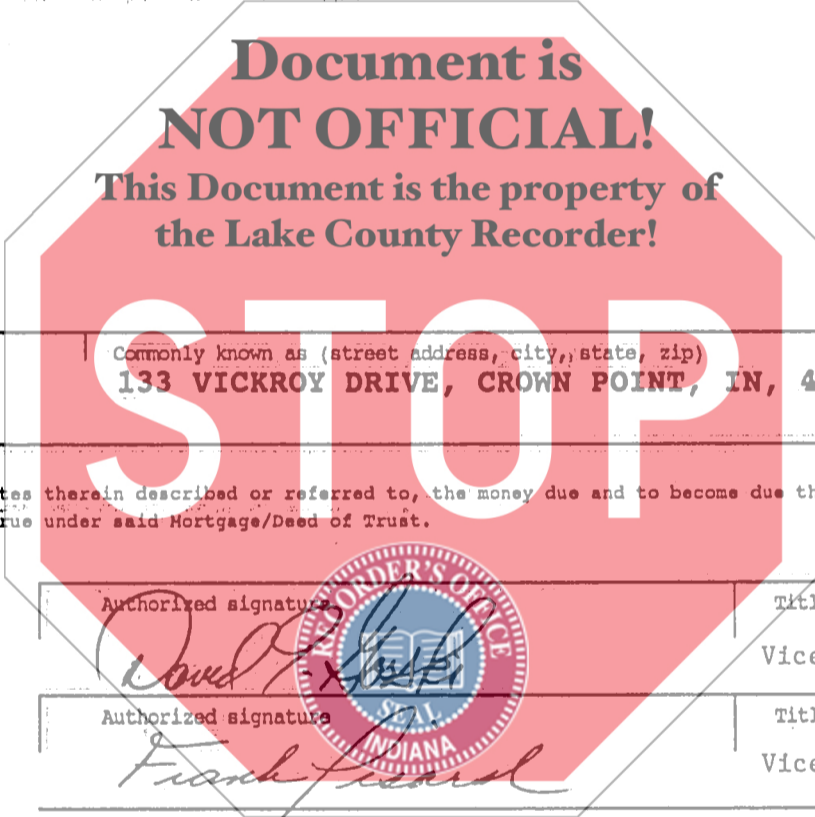 Document is
NOT OFFICIAL!
This Document is the property of
the Lake County Recorder!
STOP
Commonly known as (street address, city, state, zip)
133 VICKROY DRIVE, CROWN POINT, IN, 4
tes therein described or referred to, the money due and to become due th
rue under said Mortgage/Deed of Trust.
Authorized signature
Titl
David
Vice
RECORDER'S OFFICE
SEAL
INDIANA
Authorized signature
Titl
Frank
Vice